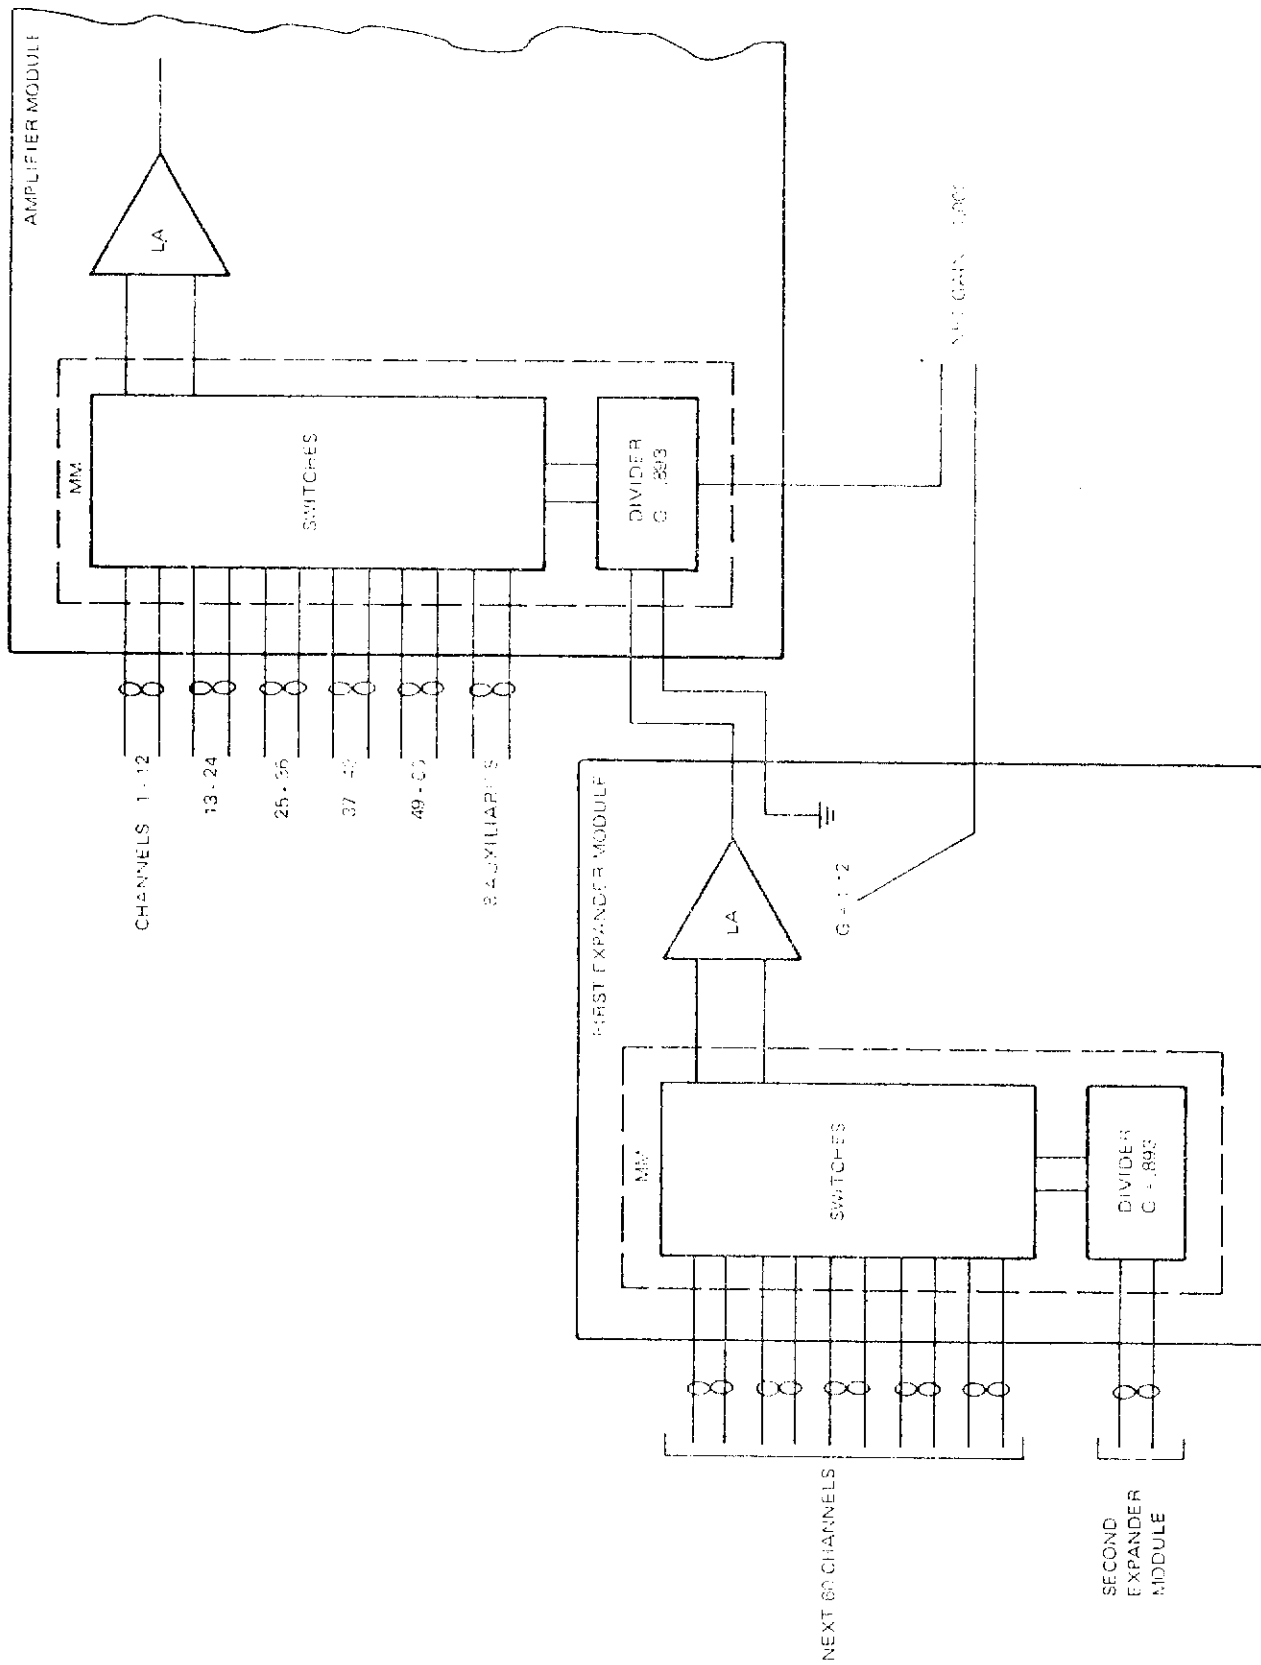 AMPLIFIER MODULE
LA
MM
SWITCHES
DIVIDER
.893
CHANNELS 1 - 12
13 - 24
25 - 36
37 -
49 -
FIRST EXPANDER MODULE
LA
MM
SWITCHES
DIVIDER
G = .893
NEXT 60 CHANNELS
SECOND
EXPANDER
MODULE